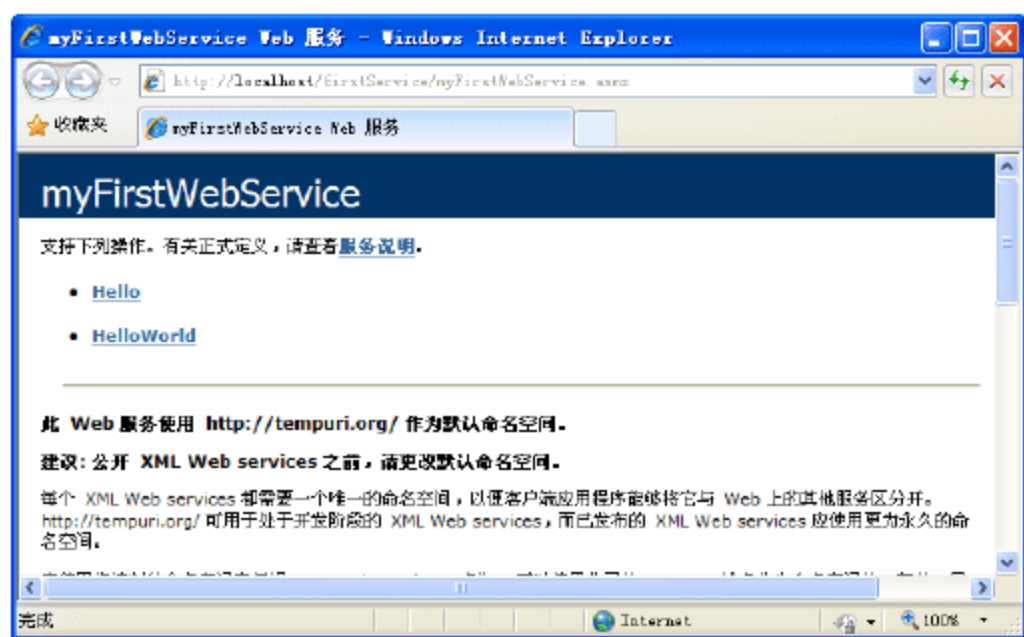 myFirstWebService Web 服务 - Windows Internet Explorer
http://localhost/firstService/myFirstWebService.asmx
收藏夹
myFirstWebService Web 服务
myFirstWebService
支持下列操作。有关正式定义，请查看服务说明。
Hello
HelloWorld
此 Web 服务使用 http://tempuri.org/ 作为默认命名空间。
建议: 公开 XML Web services 之前，请更改默认命名空间。
每个 XML Web services 都需要一个唯一的命名空间，以便客户端应用程序能够将它与 Web 上的其他服务区分开。
http://tempuri.org/ 可用于处于开发阶段的 XML Web services，而已发布的 XML Web services 应使用更为永久的命
名空间。
完成
Internet
100%